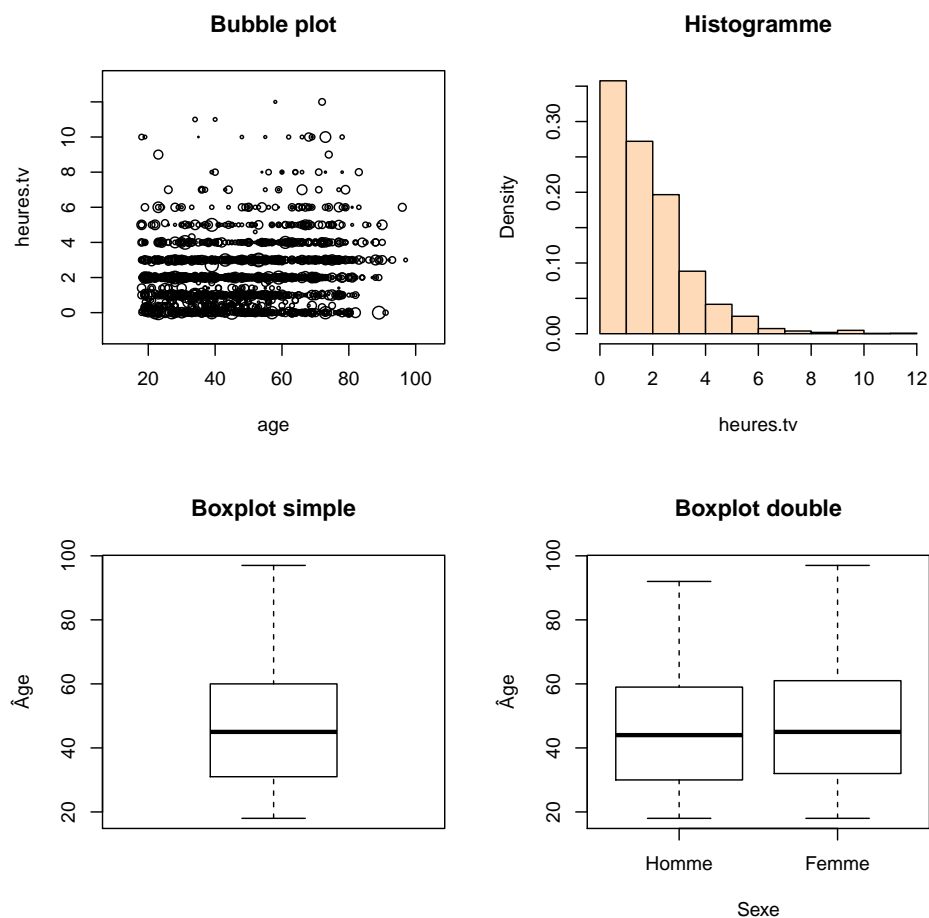 Bubble plot
heures.tv
0 2 4 6 8 10
20 40 60 80 100
age
Histogramme
Density
0.00 0.10 0.20 0.30
0 2 4 6 8 10 12
heures.tv
Boxplot simple
Âge
20 40 60 80 100
Boxplot double
Âge
20 40 60 80 100
Homme Femme
Sexe